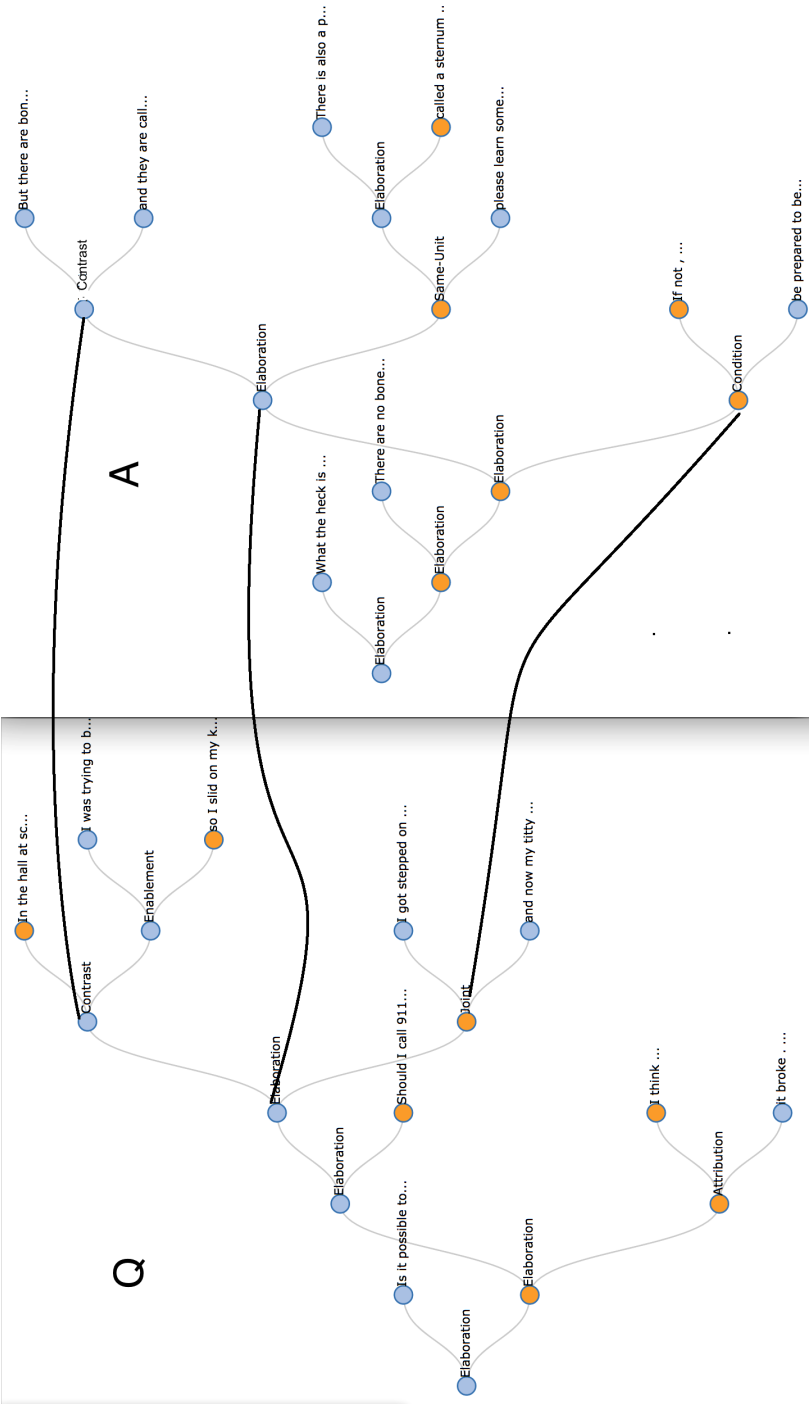 Q
In the hall at sc...
Contrast
I was trying to b...
Enablement
so I slid on my k...
Elaboration
Elaboration
Is it possible to...
Should I call 911...
I got stepped on ...
Elaboration
Joint
Elaboration
and now my titty ...
I think ...
Attribution
it broke . ...
A
But there are bon...
Contrast
and they are call...
Elaboration
What the heck is ...
There is also a p...
Elaboration
There are no bone...
Elaboration
Elaboration
Same-Unit
called a sternum ..
Elaboration
please learn some...
If not , ...
Condition
be prepared to be...